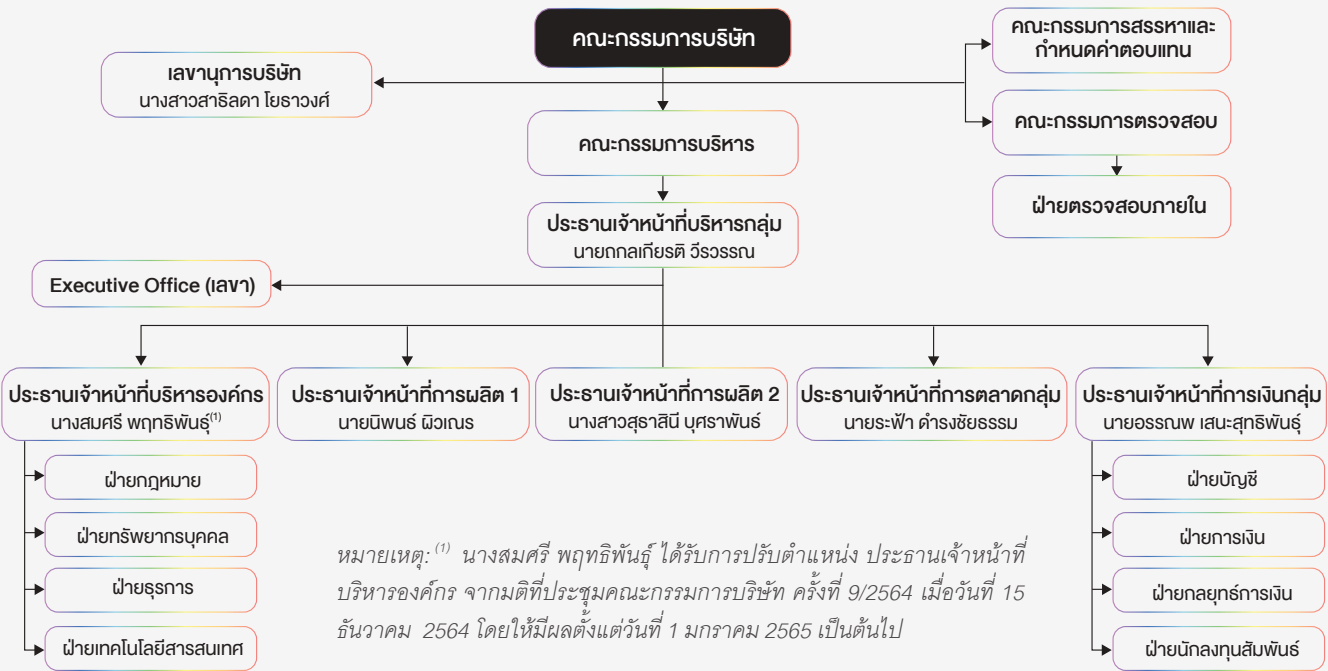 คณะกรรมการบริษัท
คณะกรรมการสรรหาและ
กำหนดค่าตอบแทน
เลขานุการบริษัท
นางสาวสาธิลดา โยธาวงศ์
คณะกรรมการบริหาร
คณะกรรมการตรวจสอบ
ฝ่ายตรวจสอบภายใน
ประธานเจ้าหน้าที่บริหารกลุ่ม
นายถกลเกียรติ วีรวรรณ
Executive Office (เลขา)
ประธานเจ้าหน้าที่บริหารองค์กร
นางสมศรี พฤทธิพันธุ์(1)
ประธานเจ้าหน้าที่การผลิต 1
นายนิพนธ์ ผิวเณร
ประธานเจ้าหน้าที่การผลิต 2
นางสาวสุธาสินี บุศราพันธ์
ประธานเจ้าหน้าที่การตลาดกลุ่ม
นายระฟ้า ดำรงชัยธรรม
ประธานเจ้าหน้าที่การเงินกลุ่ม
นายอรรณพ เสนะสุทธิพันธุ์
ฝ่ายกฎหมาย
ฝ่ายทรัพยากรบุคคล
ฝ่ายธุรการ
ฝ่ายเทคโนโลยีสารสนเทศ
ฝ่ายบัญชี
ฝ่ายการเงิน
ฝ่ายกลยุทธ์การเงิน
ฝ่ายนักลงทุนสัมพันธ์
หมายเหตุ: (1) นางสมศรี พฤทธิพันธุ์ ได้รับการปรับตำแหน่ง ประธานเจ้าหน้าที่
บริหารองค์กร จากมติที่ประชุมคณะกรรมการบริษัท ครั้งที่ 9/2564 เมื่อวันที่ 15
ธันวาคม 2564 โดยให้มีผลตั้งแต่วันที่ 1 มกราคม 2565 เป็นต้นไป